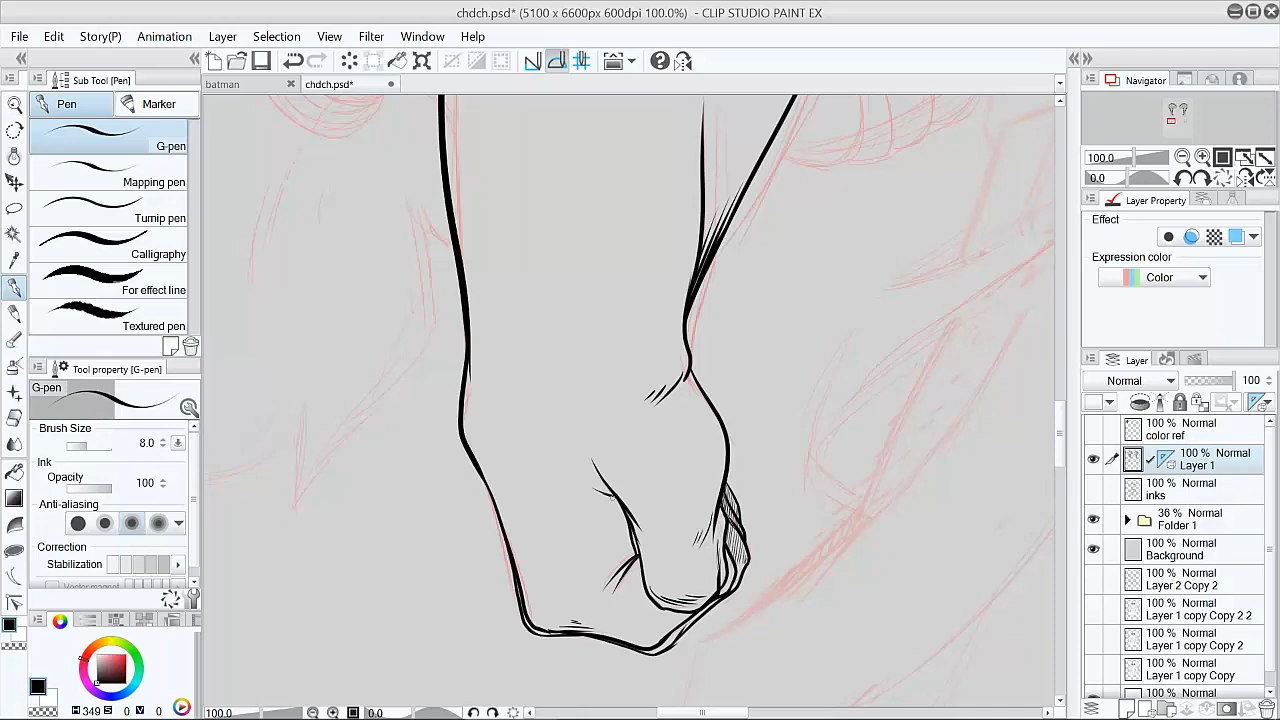 chdch.psd* (5100 x 6600px 600dpi 100.0%) - CLIP STUDIO PAINT EX
File Edit Story(P) Animation Layer Selection View Filter Window Help
Sub Tool [Pen]
batman
chdch.psd*
Navigator
Pen
Marker
G-pen
Mapping pen
Turnip pen
Calligraphy
For effect line
Textured pen
Tool property [G-pen]
G-pen
Brush Size
8.0
Ink
Opacity
100
Anti-aliasing
Correction
Stabilization
Vector magnet
H 349 S 0 V 0
100.0
0.0
100.0
0.0
Layer Property
Effect
Expression color
Color
Layer
Normal
100
100 % Normal
color ref
100 % Normal
Layer 1
100 % Normal
inks
36 % Normal
Folder 1
100 % Normal
Background
100 % Normal
Layer 2 Copy 2
100 % Normal
Layer 1 copy Copy 2 2
100 % Normal
Layer 1 copy Copy 2
100 % Normal
Layer 1 copy Copy
100 % Normal